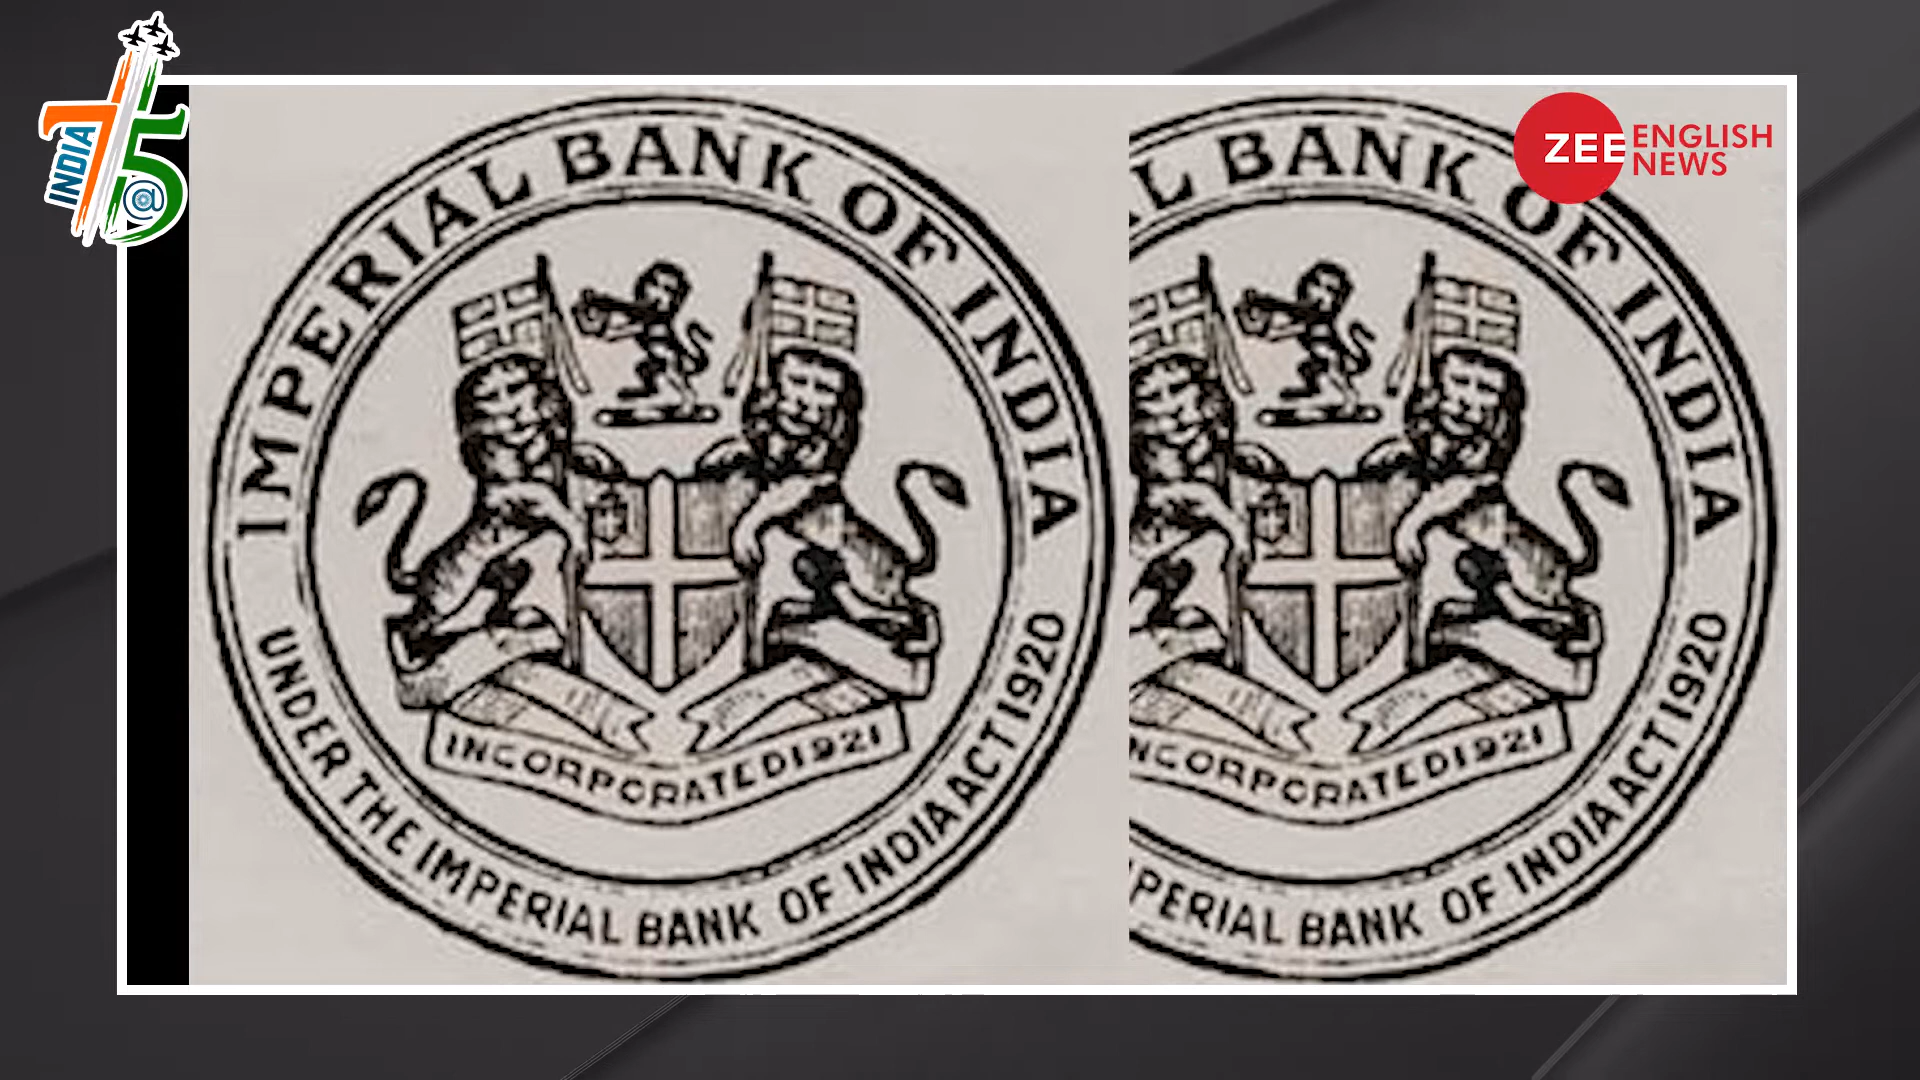 INDIA 75@
ZEE ENGLISH
NEWS
IMPERIAL BANK OF INDIA
INCORPORATED 1921
UNDER THE IMPERIAL BANK OF INDIA ACT 1920
L BANK OF INDIA
NCORPORATED 1921
PERIAL BANK OF INDIA ACT 1920